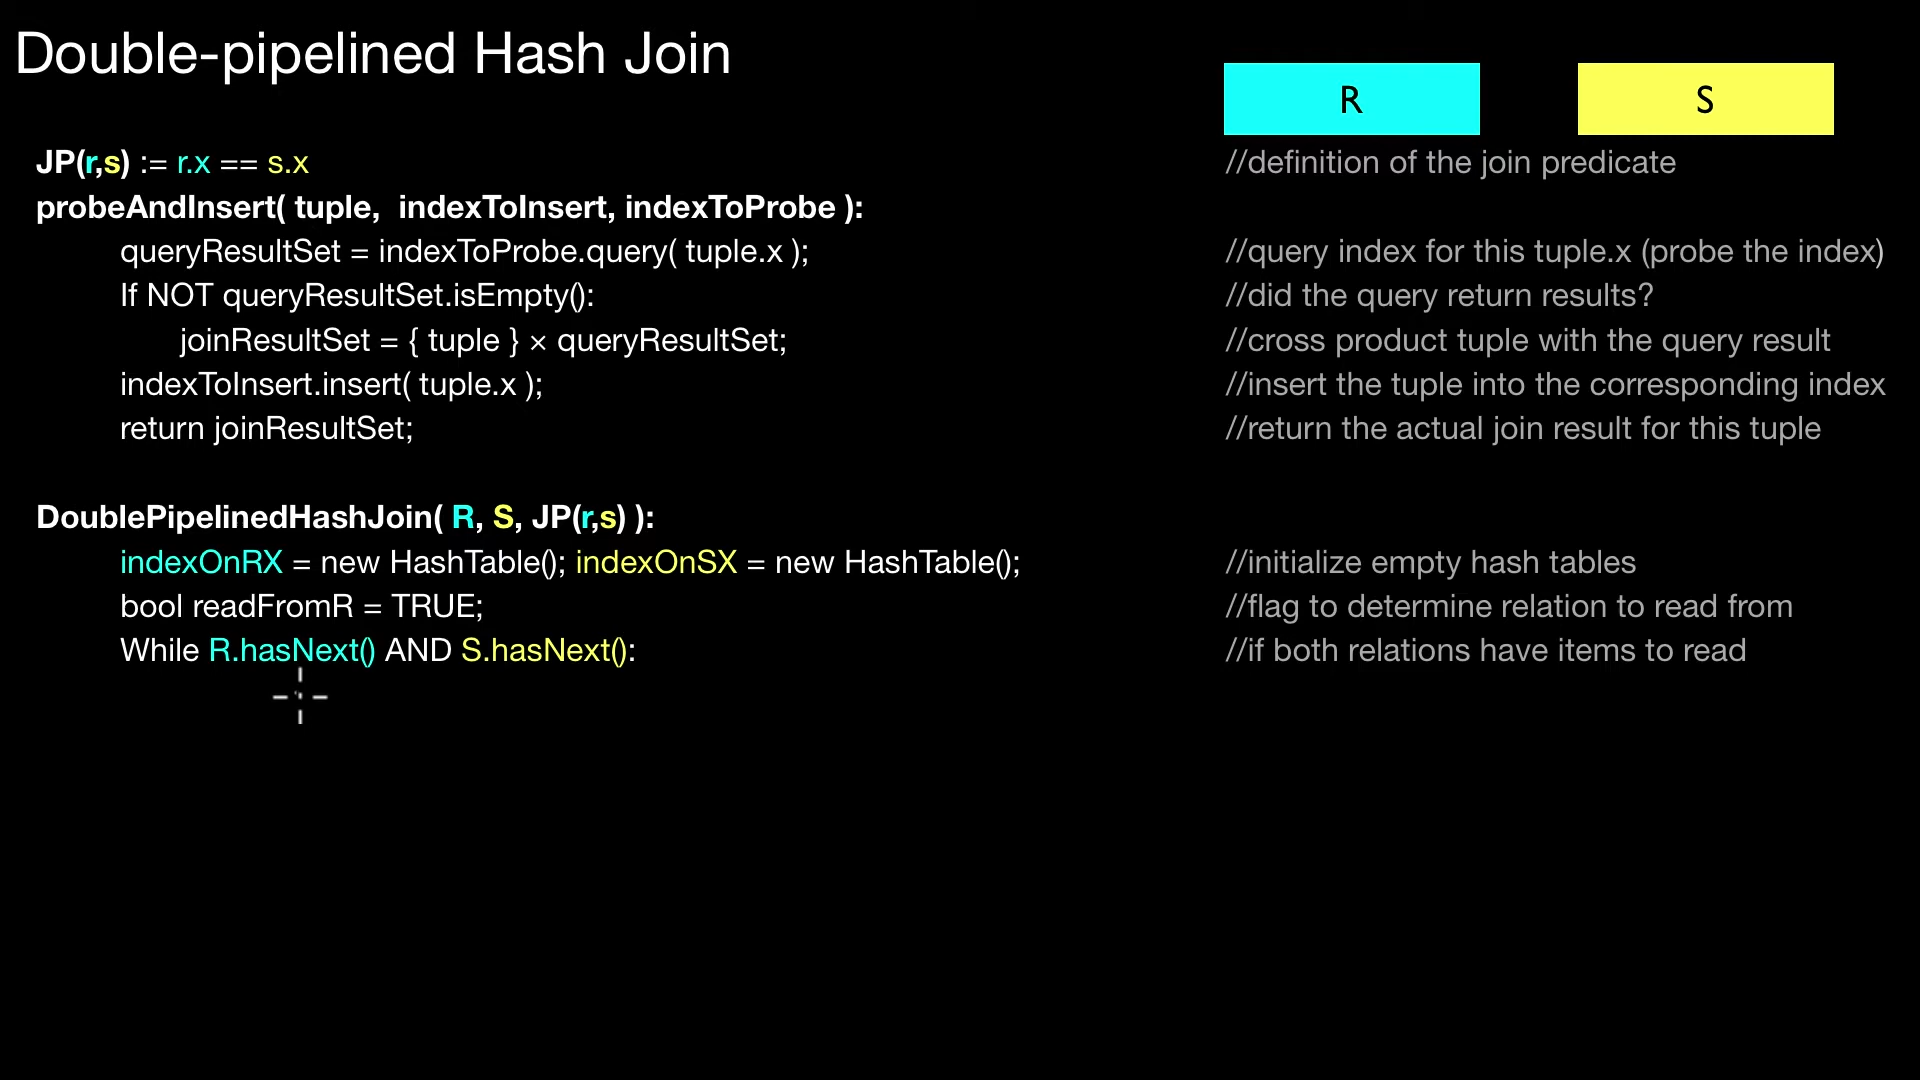 Double-pipelined Hash Join
R
S
JP(r,s) := r.x == s.x //definition of the join predicate
probeAndInsert( tuple, indexToInsert, indexToProbe ):
queryResultSet = indexToProbe.query( tuple.x ); //query index for this tuple.x (probe the index)
If NOT queryResultSet.isEmpty(): //did the query return results?
joinResultSet = { tuple } × queryResultSet; //cross product tuple with the query result
indexToInsert.insert( tuple.x ); //insert the tuple into the corresponding index
return joinResultSet; //return the actual join result for this tuple
DoublePipelinedHashJoin( R, S, JP(r,s) ):
indexOnRX = new HashTable(); indexOnSX = new HashTable(); //initialize empty hash tables
bool readFromR = TRUE; //flag to determine relation to read from
While R.hasNext() AND S.hasNext(): //if both relations have items to read